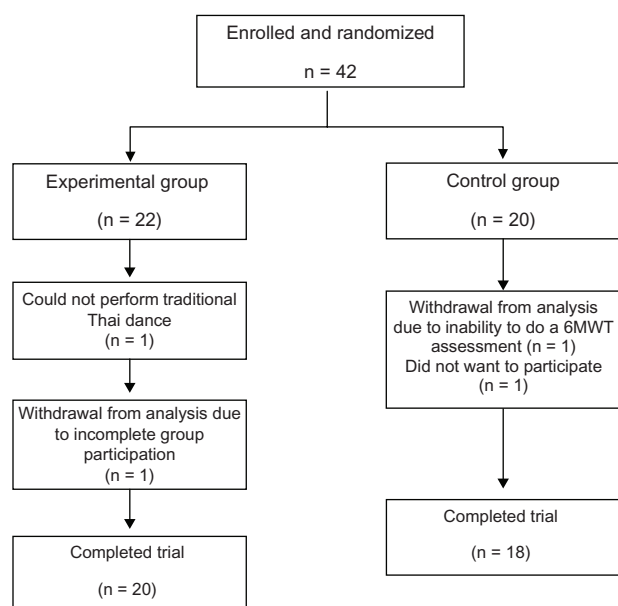 Enrolled and randomized
n = 42
Experimental group
(n = 22)
Control group
(n = 20)
Could not perform traditional
Thai dance
(n = 1)
Withdrawal from analysis
due to inability to do a 6MWT
assessment (n = 1)
Did not want to participate
(n = 1)
Withdrawal from analysis due
to incomplete group
participation
(n = 1)
Completed trial
(n = 18)
Completed trial
(n = 20)